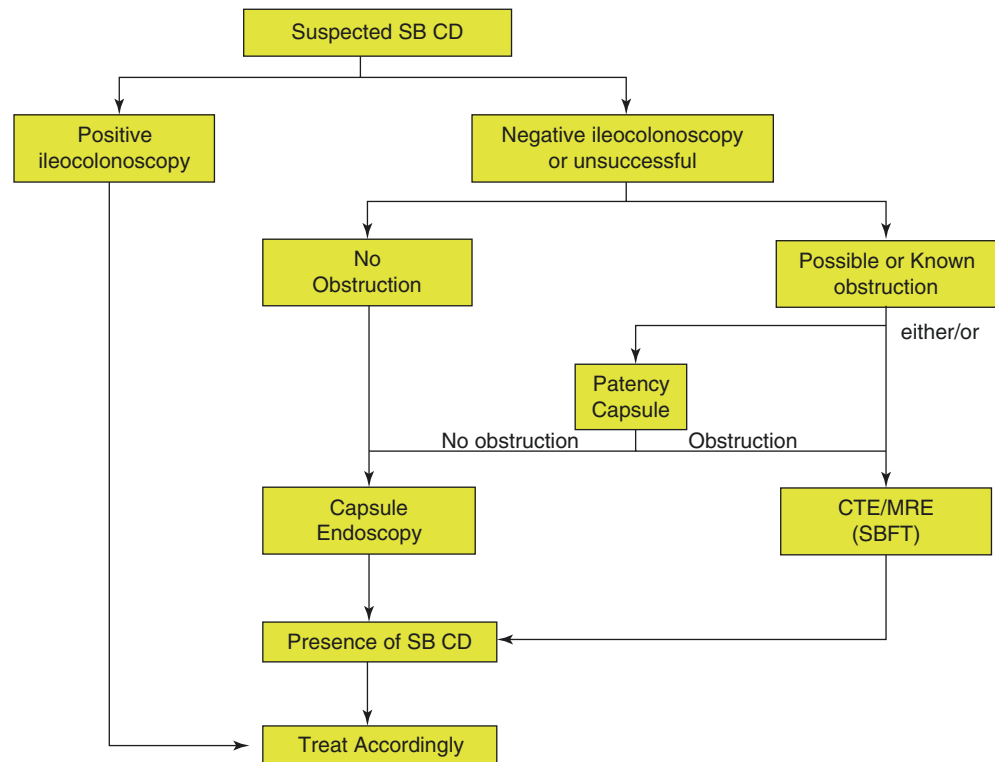 Suspected SB CD
Positive
ileocolonoscopy
Negative ileocolonoscopy
or unsuccessful
No
Obstruction
Possible or Known
obstruction
either/or
Patency
Capsule
No obstruction
Obstruction
Capsule
Endoscopy
CTE/MRE
(SBFT)
Presence of SB CD
Treat Accordingly